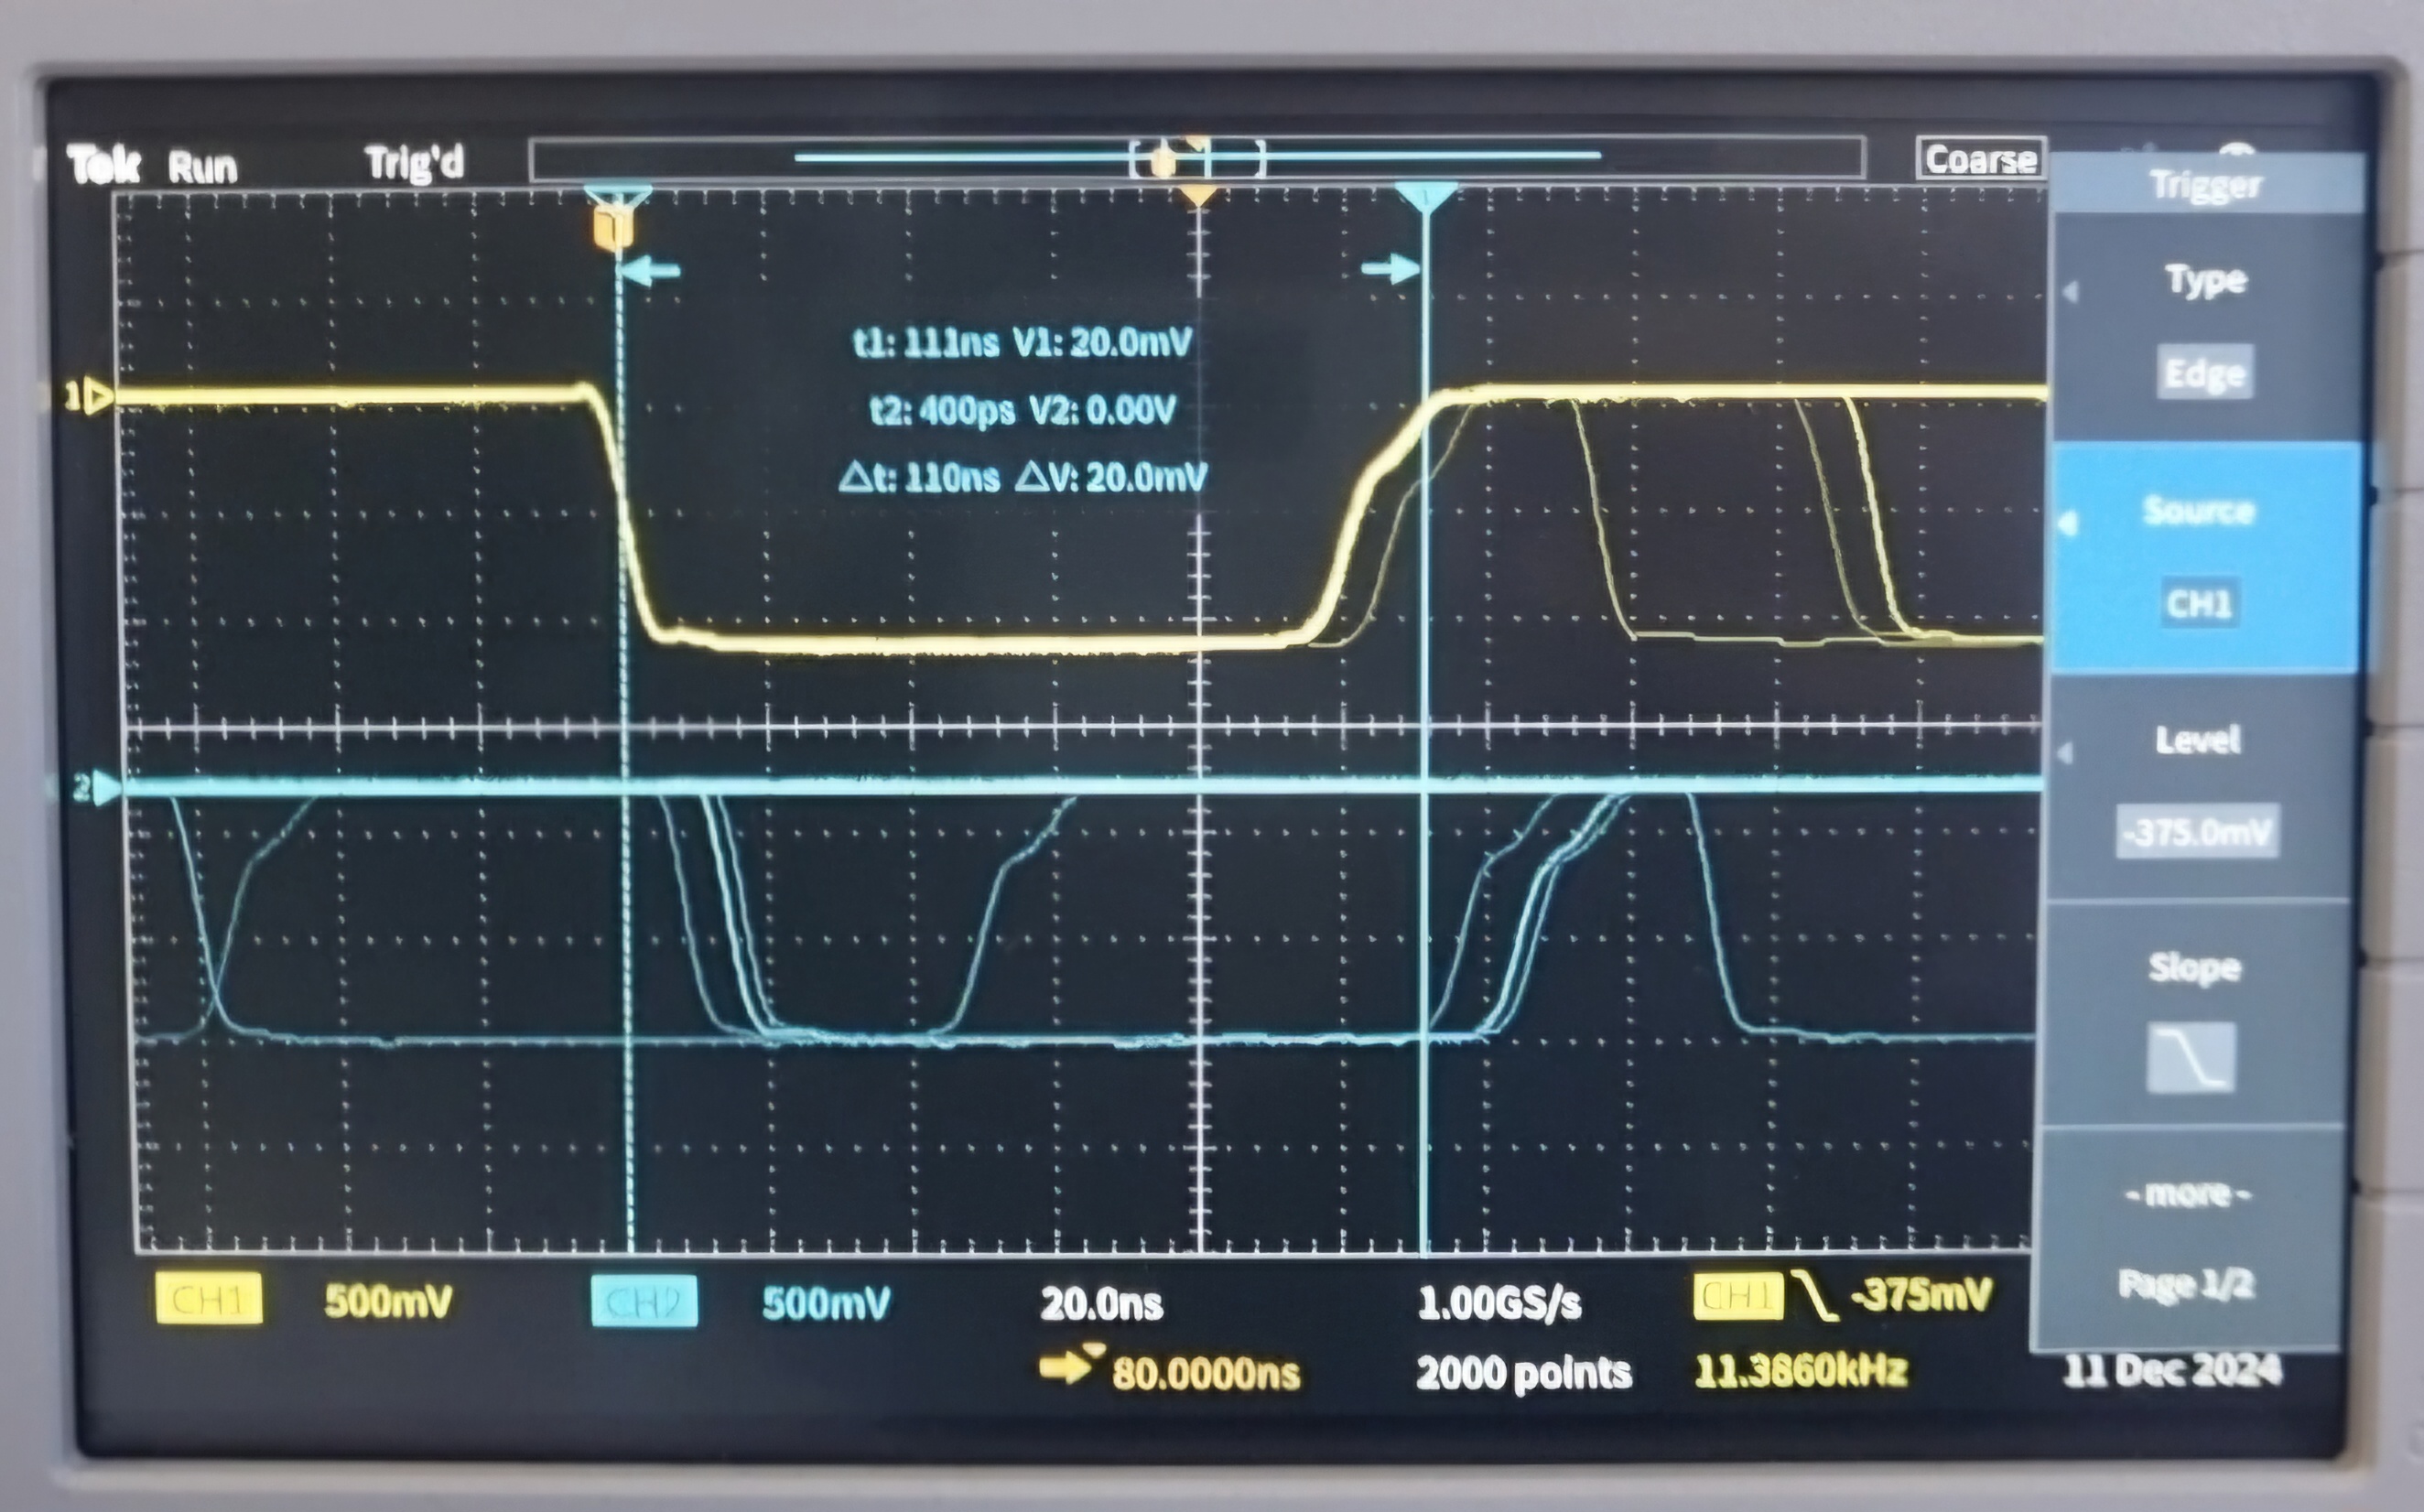 Tek Run Trig'd Coarse
T
t1: 111ns V1: 20.0mV
t2: 400ps V2: 0.00V
Δt: 110ns ΔV: 20.0mV
1
2
Trigger
Type
Edge
Source
CH1
Level
-375.0mV
Slope
-more-
Page 1/2
CH1 500mV CH2 500mV 20.0ns 1.00GS/s CH1 -375mV
80.0000ns 2000 points 11.3860kHz 11 Dec 2024